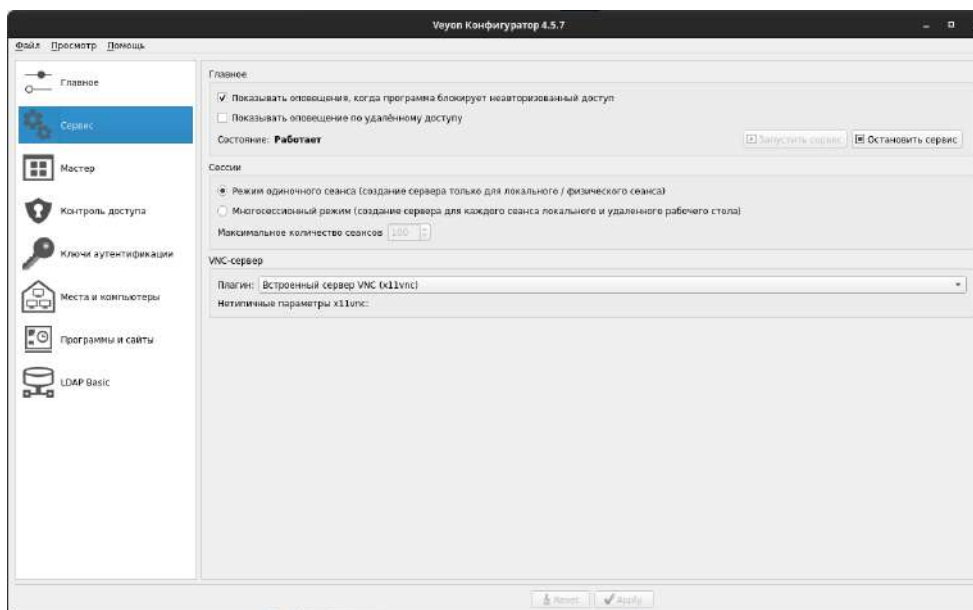 Veyon Конфигуратор 4.5.7
Файл Просмотр Помощь
Главное
Сервис
Мастер
Контроль доступа
Ключи аутентификации
Места и компьютеры
Программы и сайты
LDAP Basic
Главное
Показывать оповещения, когда программа блокирует неавторизованный доступ
Показывать оповещение по удалённому доступу
Состояние: Работает
Запустить сервис Остановить сервис
Сессии
Режим одиночного сеанса (создание сервера только для локального / физического сеанса)
Многосессионный режим (создание сервера для каждого сеанса локального и удаленного рабочего стола)
Максимальное количество сеансов 100
VNC-сервер
Плагин: Встроенный сервер VNC (x11vnc)
Нетипичные параметры x11vnc:
Reset Apply